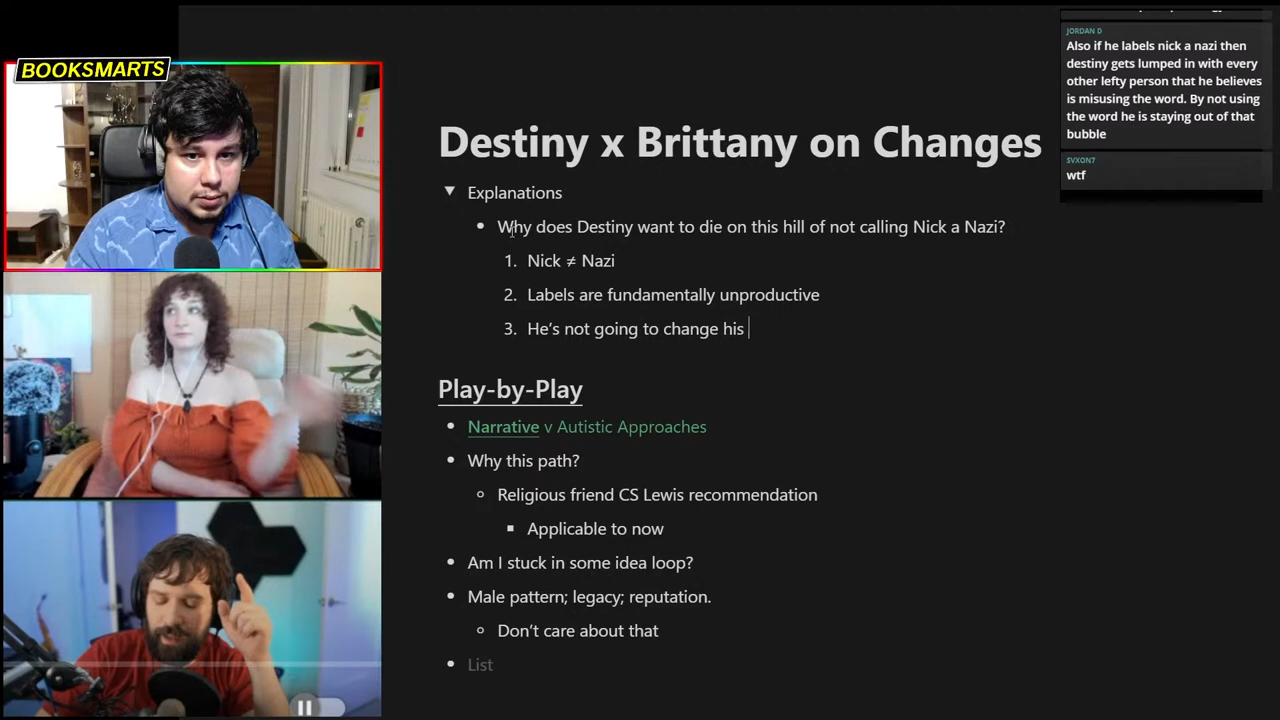 BOOKSMARTS
Destiny x Brittany on Changes
Explanations
Why does Destiny want to die on this hill of not calling Nick a Nazi?
1. Nick ≠ Nazi
2. Labels are fundamentally unproductive
3. He's not going to change his
Play-by-Play
Narrative v Autistic Approaches
Why this path?
Religious friend CS Lewis recommendation
Applicable to now
Am I stuck in some idea loop?
Male pattern; legacy; reputation.
Don't care about that
List
JORDAN D
Also if he labels nick a nazi then
destiny gets lumped in with every
other lefty person that he believes
is misusing the word. By not using
the word he is staying out of that
bubble
SVXON7
wtf